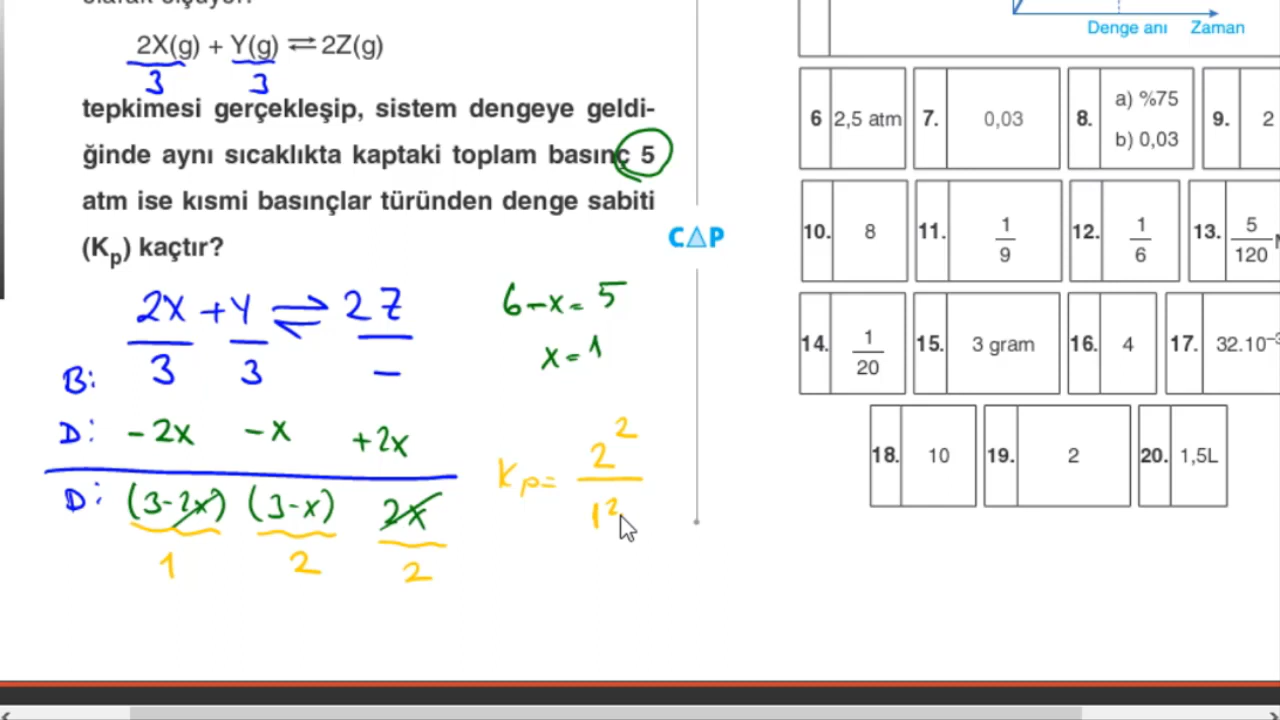 2X(g) + Y(g) ⇌ 2Z(g)
3 3
tepkimesi gerçekleşip, sistem dengeye geldi-
ğinde aynı sıcaklıkta kaptaki toplam basınç 5
atm ise kısmi basınçlar türünden denge sabiti
(Kp) kaçtır?
2X + Y ⇌ 2Z
B: 3 3 –
D: -2x -x +2x
D: (3-2x) (3-x) 2x
1 2 2
6-x=5
x=1
Kp= 2²
1²
CAP
Denge anı Zaman
6 2,5 atm 7. 0,03 8. a) %75 9. 2
b) 0,03
10. 8 11. 1/9 12. 1/6 13. 5/120
14. 1/20 15. 3 gram 16. 4 17. 32.10⁻³
18. 10 19. 2 20. 1,5L